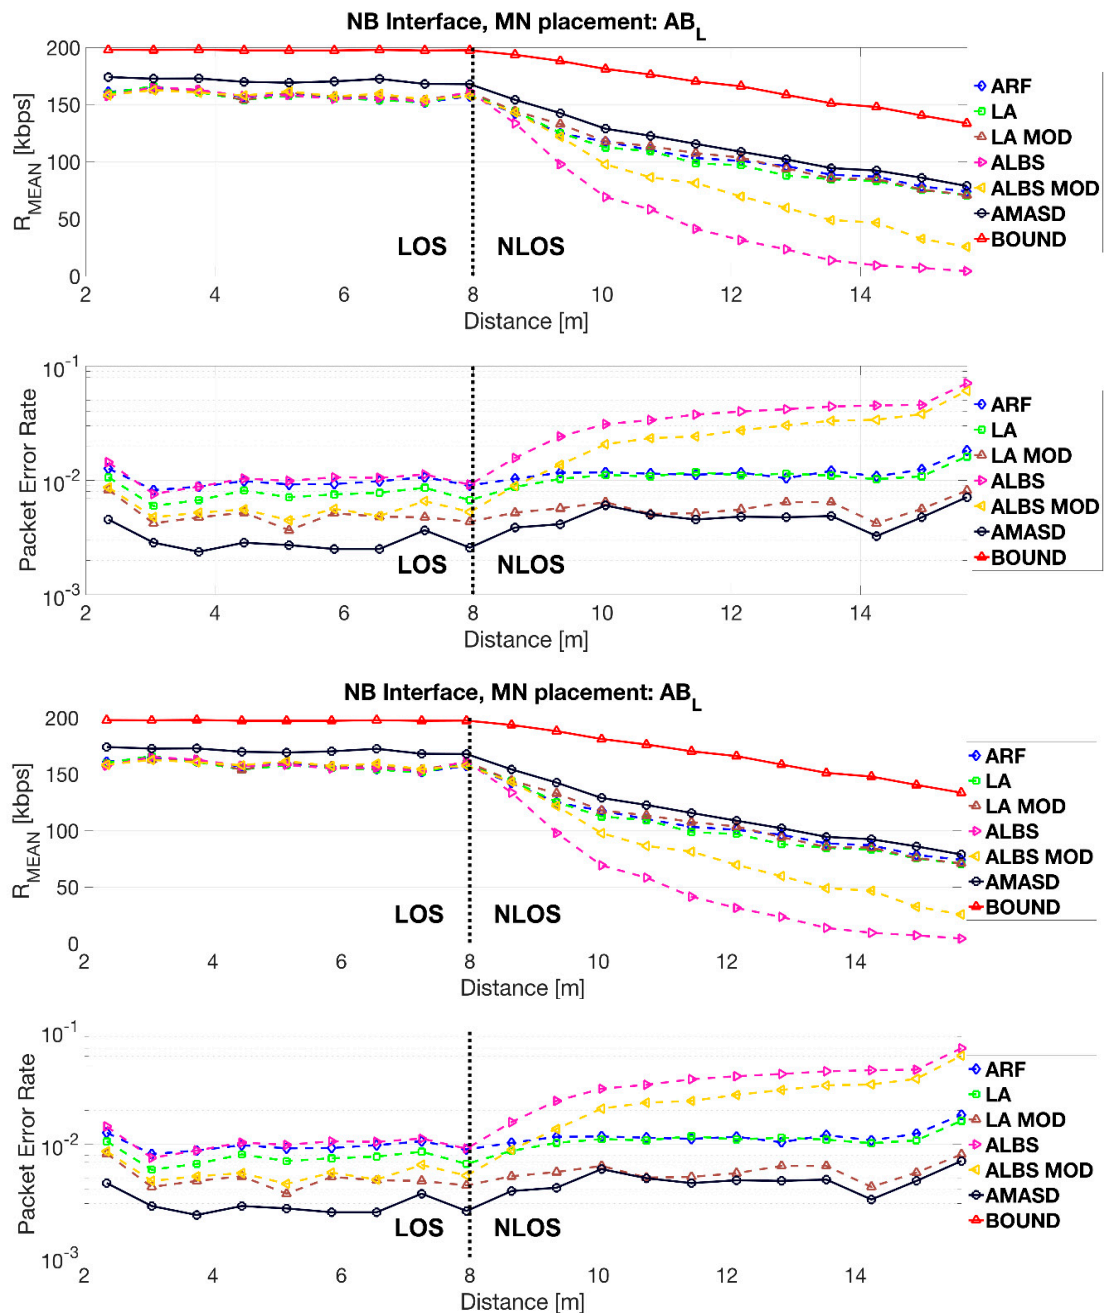 NB Interface, MN placement: AB_L
R_MEAN [kbps]
200
150
100
50
0
LOS NLOS
2 4 6 8 10 12 14
Distance [m]
ARF
LA
LA MOD
ALBS
ALBS MOD
AMASD
BOUND
Packet Error Rate
10^-1
10^-2
10^-3
LOS NLOS
2 4 6 8 10 12 14
Distance [m]
ARF
LA
LA MOD
ALBS
ALBS MOD
AMASD
BOUND
NB Interface, MN placement: AB_L
R_MEAN [kbps]
200
150
100
50
0
LOS NLOS
2 4 6 8 10 12 14
Distance [m]
ARF
LA
LA MOD
ALBS
ALBS MOD
AMASD
BOUND
Packet Error Rate
10^-1
10^-2
10^-3
LOS NLOS
2 4 6 8 10 12 14
Distance [m]
ARF
LA
LA MOD
ALBS
ALBS MOD
AMASD
BOUND